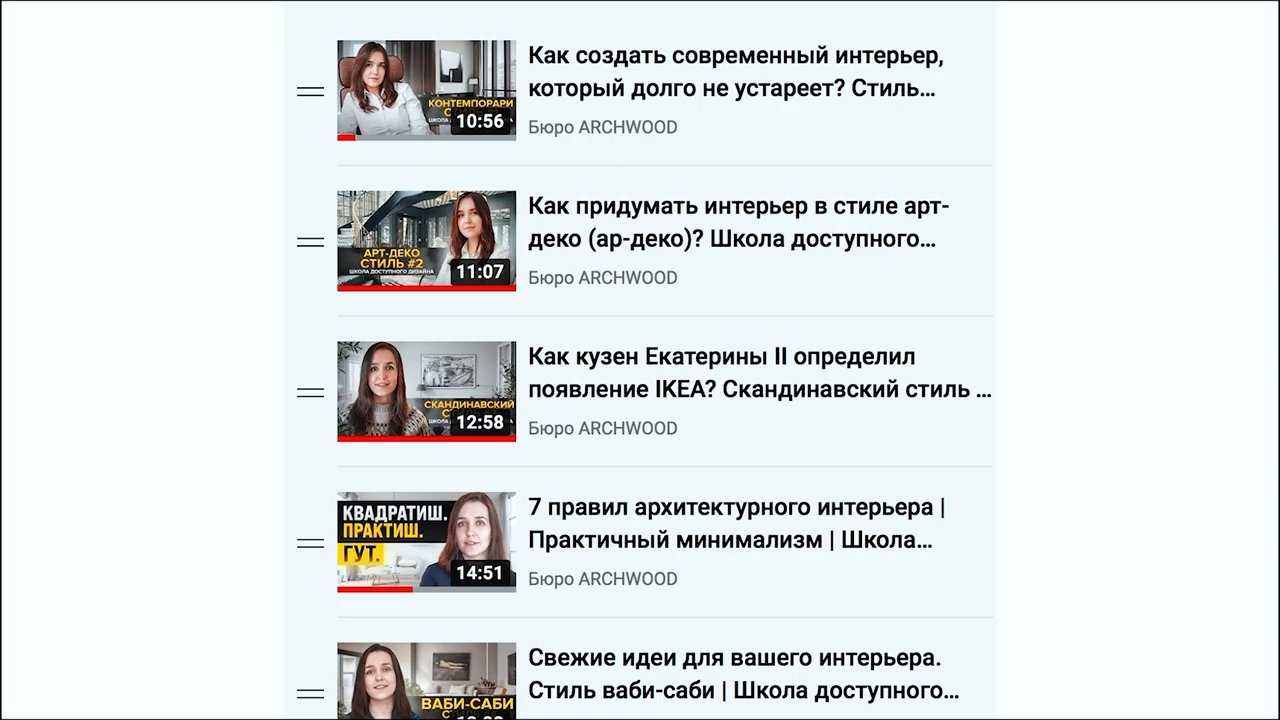 Как создать современный интерьер,
который долго не устареет? Стиль…
Бюро ARCHWOOD
КОНТЕМПОРАРИ
10:56
Как придумать интерьер в стиле арт-
деко (ар-деко)? Школа доступного…
Бюро ARCHWOOD
АРТ-ДЕКО
СТИЛЬ #2
ШКОЛА ДОСТУПНОГО ДИЗАЙНА
11:07
Как кузен Екатерины II определил
появление IKEA? Скандинавский стиль …
Бюро ARCHWOOD
СКАНДИНАВСКИЙ
12:58
7 правил архитектурного интерьера |
Практичный минимализм | Школа…
Бюро ARCHWOOD
КВАДРАТИШ.
ПРАКТИШ.
ГУТ.
14:51
Свежие идеи для вашего интерьера.
Стиль ваби-саби | Школа доступного…
ВАБИ-САБИ